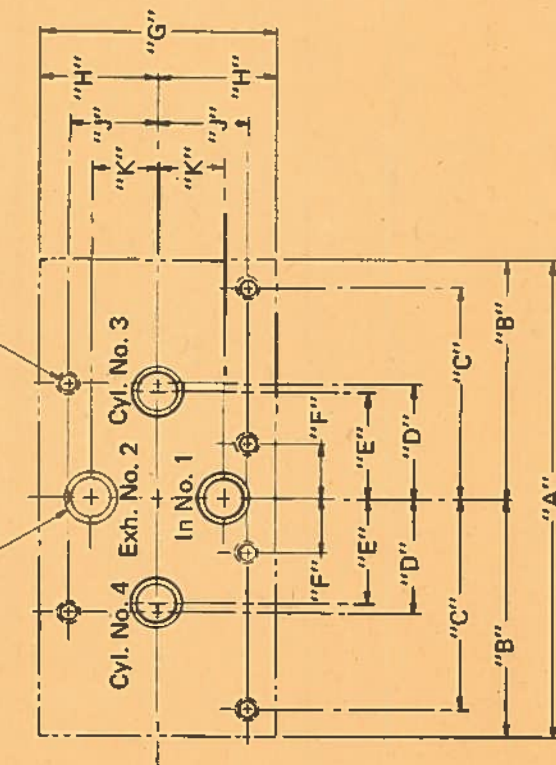 "G"
"H" "H"
"J" "J"
"K" "K"
Cyl. No. 4
Cyl. No. 3
Exh. No. 2
In No. 1
"F" "F"
"E" "E"
"D" "D"
"C" "C"
"B" "B"
"A"